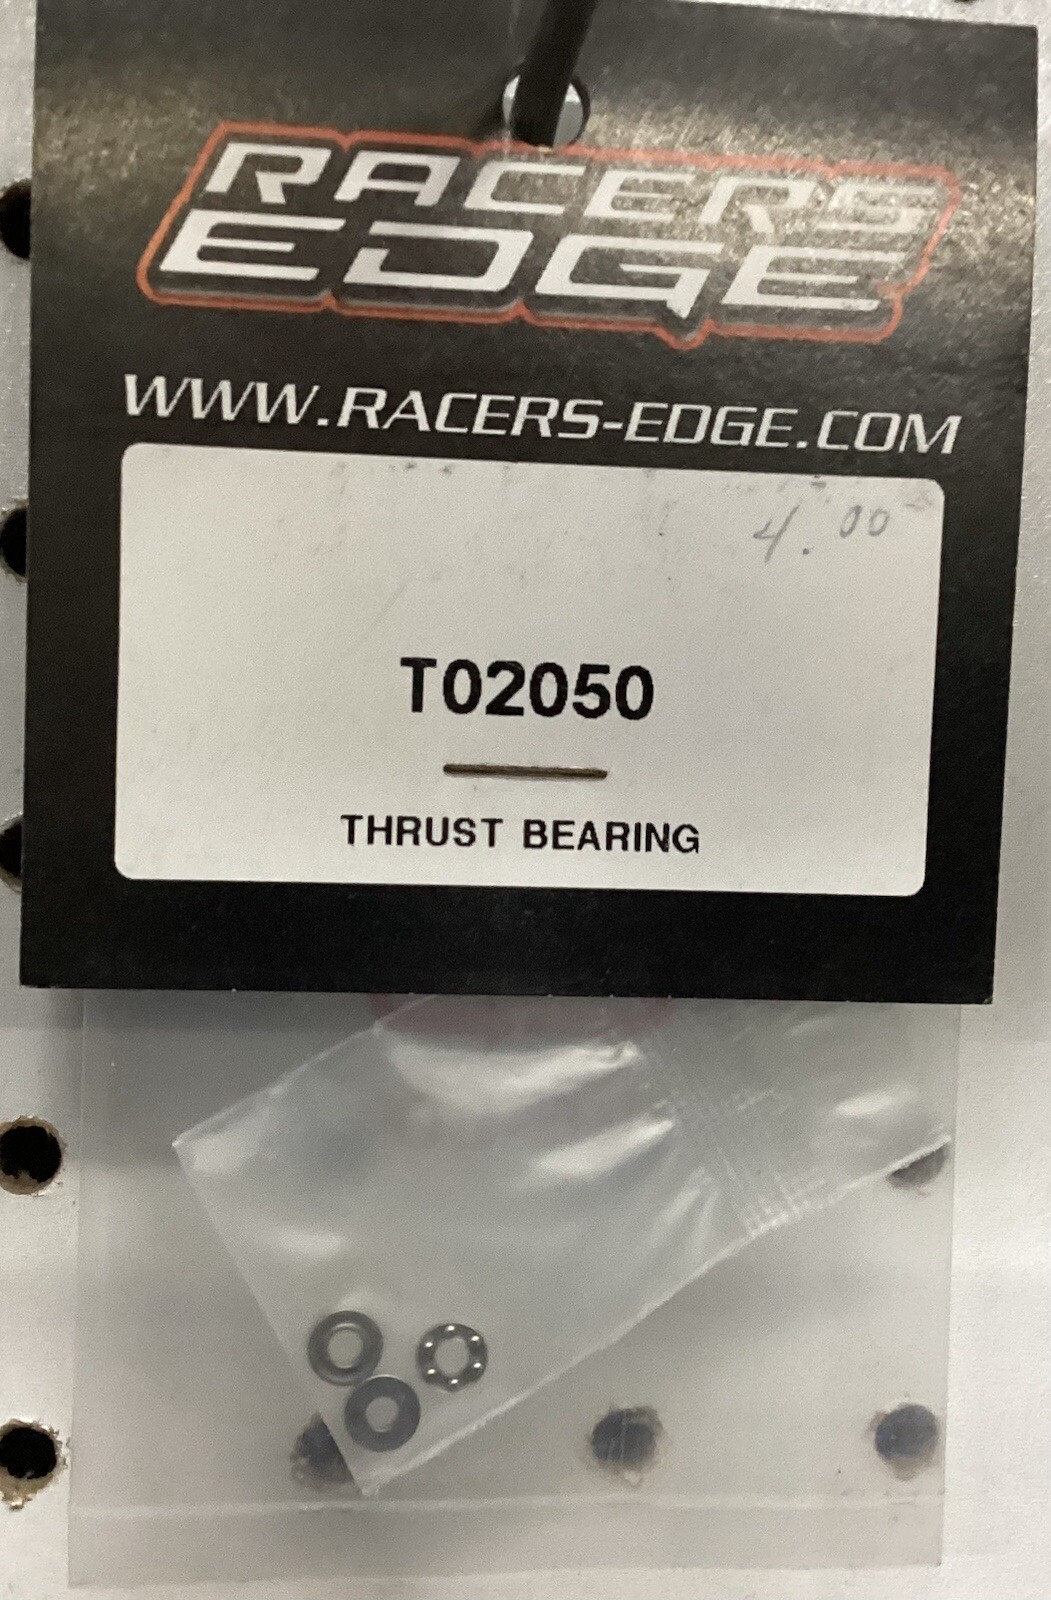 RACERS
EDGE
WWW.RACERS-EDGE.COM
4.00
T02050
THRUST BEARING